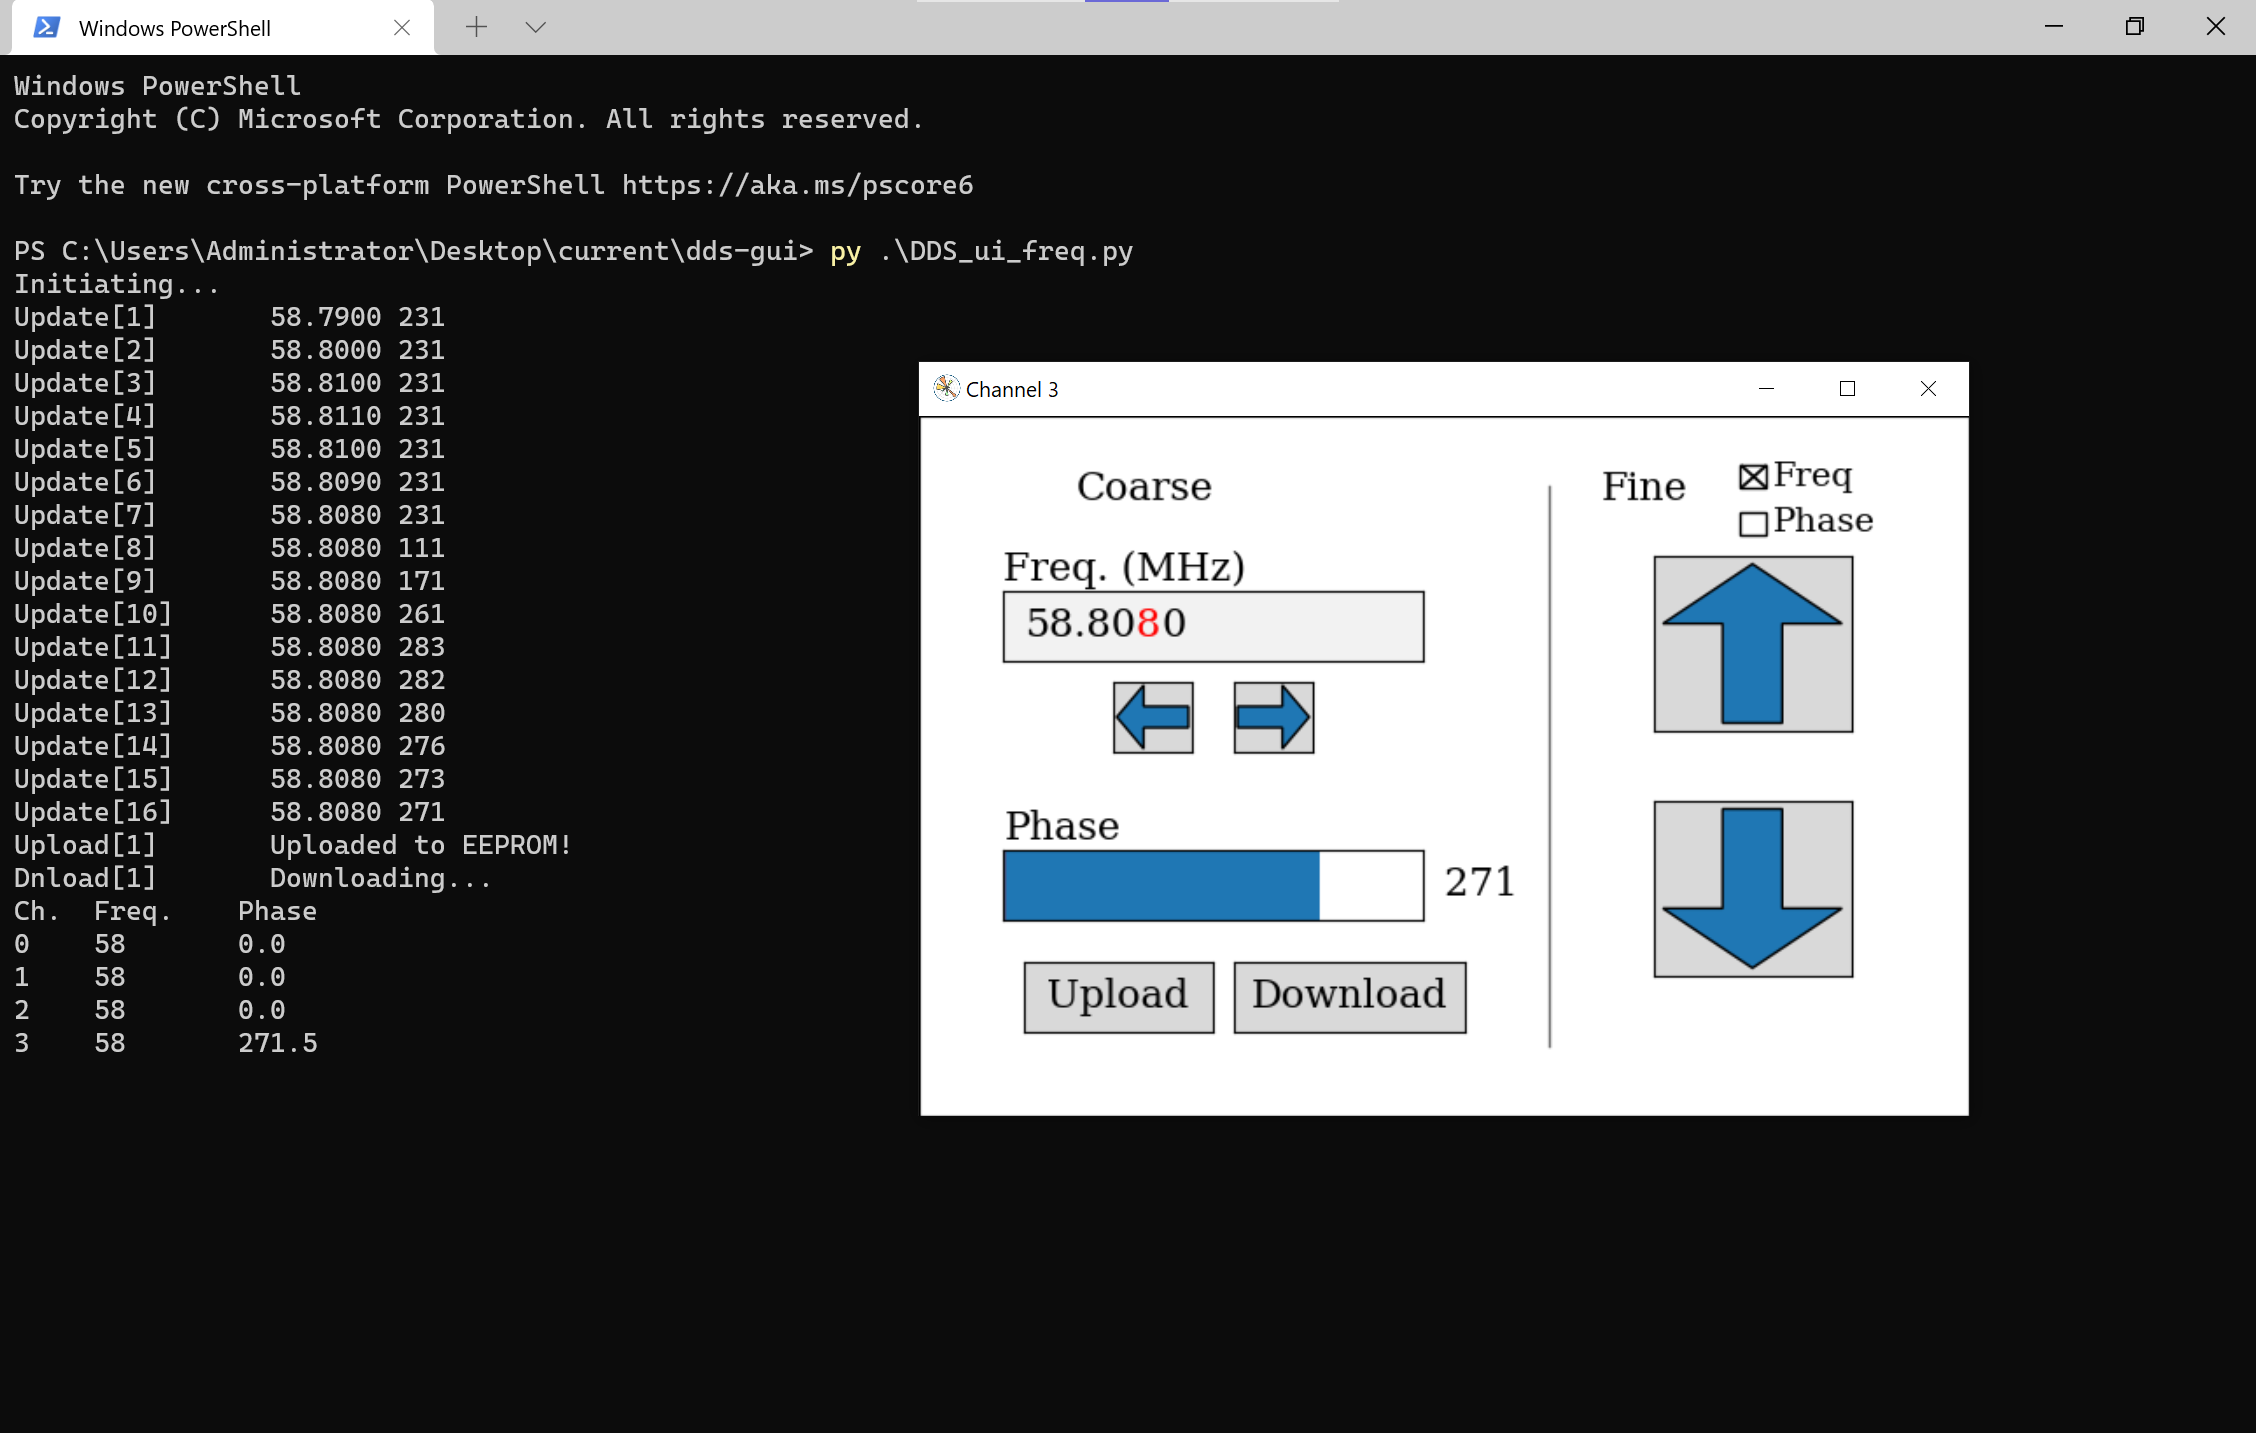 Windows PowerShell
Windows PowerShell
Copyright (C) Microsoft Corporation. All rights reserved.
Try the new cross-platform PowerShell https://aka.ms/pscore6
PS C:\Users\Administrator\Desktop\current\dds-gui> py .\DDS_ui_freq.py
Initiating...
Update[1] 58.7900 231
Update[2] 58.8000 231
Update[3] 58.8100 231
Update[4] 58.8110 231
Update[5] 58.8100 231
Update[6] 58.8090 231
Update[7] 58.8080 231
Update[8] 58.8080 111
Update[9] 58.8080 171
Update[10] 58.8080 261
Update[11] 58.8080 283
Update[12] 58.8080 282
Update[13] 58.8080 280
Update[14] 58.8080 276
Update[15] 58.8080 273
Update[16] 58.8080 271
Upload[1] Uploaded to EEPROM!
Dnload[1] Downloading...
Ch. Freq. Phase
0 58 0.0
1 58 0.0
2 58 0.0
3 58 271.5
Channel 3
Coarse
Freq. (MHz)
58.8080
Phase
271
Upload Download
Fine
Freq
Phase